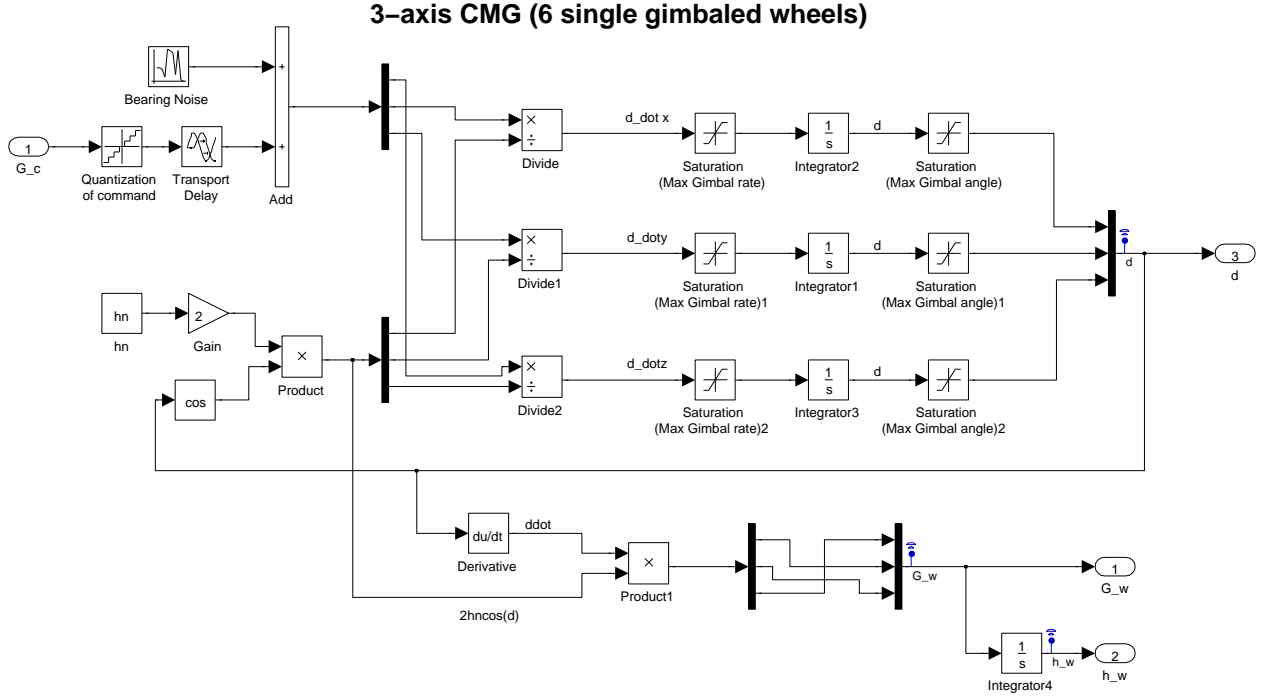 3−axis CMG (6 single gimbaled wheels)
Bearing Noise
1
G_c
Quantization
of command
Transport
Delay
+
+
Add
×
÷
Divide
d_dot x
Saturation
(Max Gimbal rate)
1
s
Integrator2
d
Saturation
(Max Gimbal angle)
×
÷
Divide1
d_doty
Saturation
(Max Gimbal rate)1
1
s
Integrator1
d
Saturation
(Max Gimbal angle)1
d
3
d
hn
hn
2
Gain
×
Product
cos
×
÷
Divide2
d_dotz
Saturation
(Max Gimbal rate)2
1
s
Integrator3
d
Saturation
(Max Gimbal angle)2
du/dt
Derivative
ddot
×
Product1
2hncos(d)
G_w
1
G_w
1
s
Integrator4
h_w
2
h_w